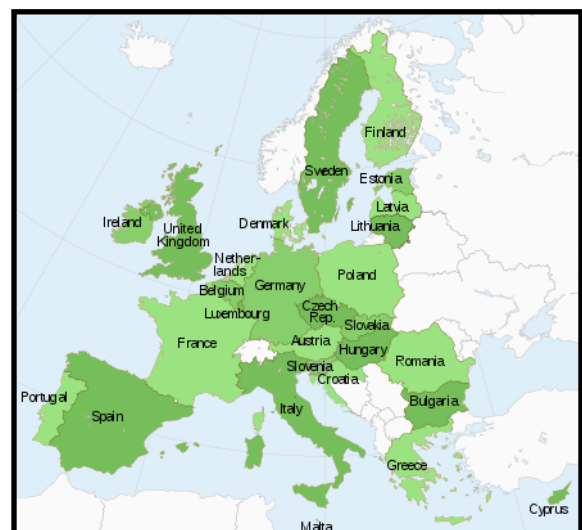 Finland
Sweden
Estonia
Latvia
Lithuania
Ireland
United
Kingdom
Denmark
Nether-
lands
Belgium
Germany
Poland
Luxembourg
Czech
Rep.
Slovakia
France
Austria
Hungary
Romania
Slovenia
Croatia
Portugal
Spain
Italy
Bulgaria
Greece
Cyprus
Malta